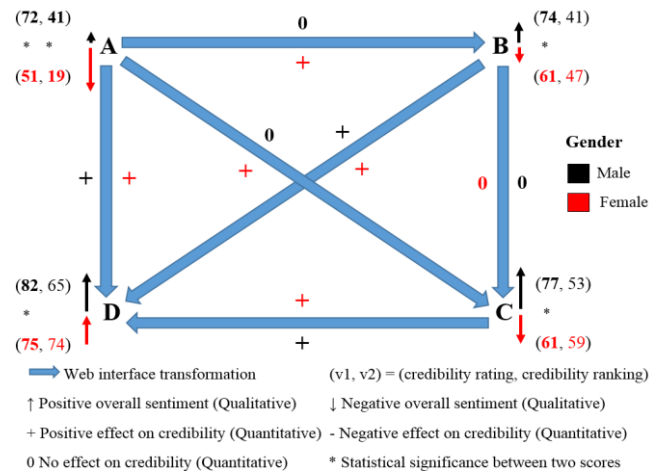 (72, 41)
0
(74, 41)
* *
A
B
*
(51, 19)
+
(61, 47)
0
+
Gender
+
+
+
+
0
0
Male
Female
(82, 65)
+
(77, 53)
*
D
C
*
(75, 74)
+
(61, 59)
Web interface transformation
(v1, v2) = (credibility rating, credibility ranking)
↑ Positive overall sentiment (Qualitative)
↓ Negative overall sentiment (Qualitative)
+ Positive effect on credibility (Quantitative)
- Negative effect on credibility (Quantitative)
0 No effect on credibility (Quantitative)
* Statistical significance between two scores